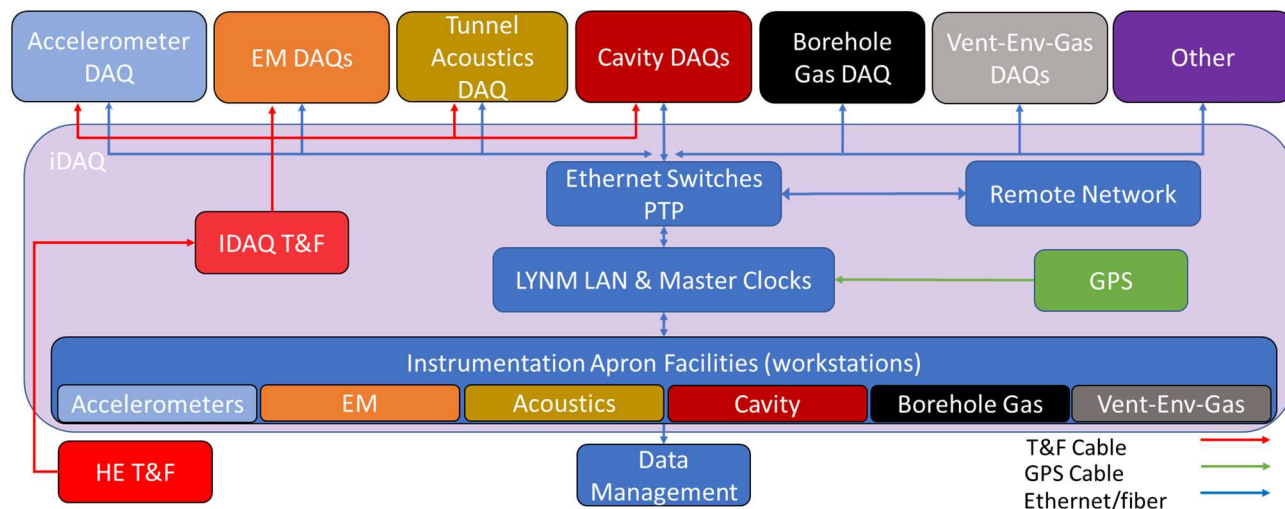 Accelerometer
DAQ
EM DAQs
Tunnel
Acoustics
DAQ
Cavity DAQs
Borehole
Gas DAQ
Vent-Env-Gas
DAQs
Other
iDAQ
Ethernet Switches
PTP
Remote Network
IDAQ T&F
LYNM LAN & Master Clocks
GPS
Instrumentation Apron Facilities (workstations)
Accelerometers
EM
Acoustics
Cavity
Borehole Gas
Vent-Env-Gas
HE T&F
Data
Management
T&F Cable
GPS Cable
Ethernet/fiber